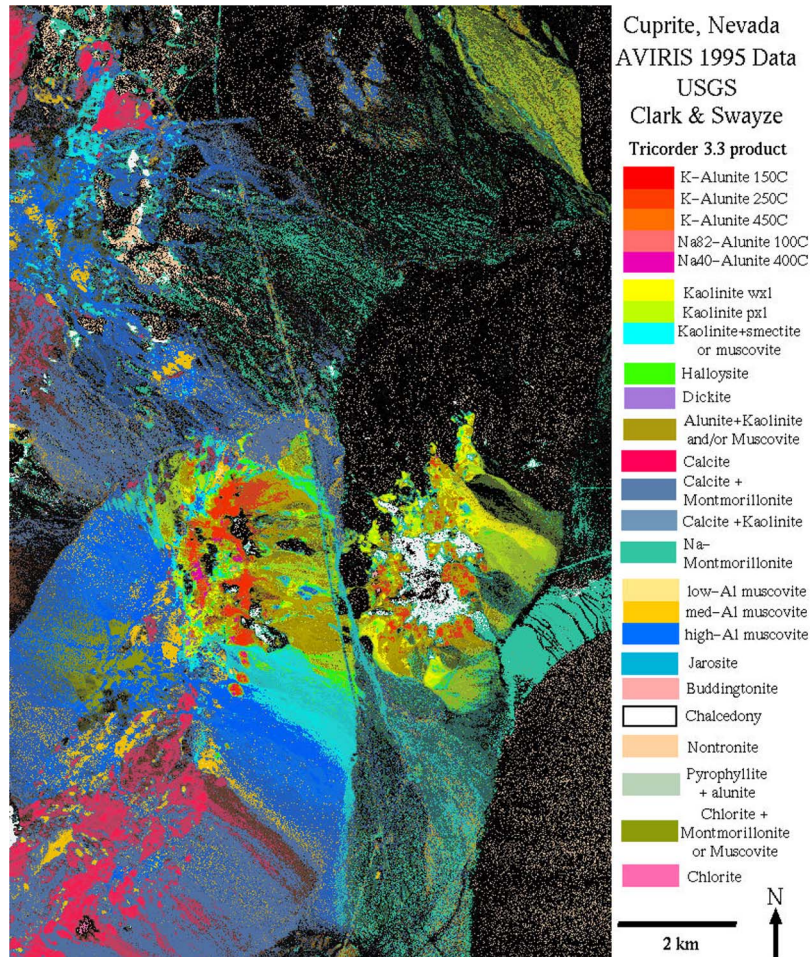 Cuprite, Nevada
AVIRIS 1995 Data
USGS
Clark & Swayze
Tricorder 3.3 product
K-Alunite 150C
K-Alunite 250C
K-Alunite 450C
Na82-Alunite 100C
Na40-Alunite 400C
Kaolinite wxl
Kaolinite pxl
Kaolinite+smectite
or muscovite
Halloysite
Dickite
Alunite+Kaolinite
and/or Muscovite
Calcite
Calcite +
Montmorillonite
Calcite +Kaolinite
Na-
Montmorillonite
low-Al muscovite
med-Al muscovite
high-Al muscovite
Jarosite
Buddingtonite
Chalcedony
Nontronite
Pyrophyllite
+ alunite
Chlorite +
Montmorillonite
or Muscovite
Chlorite
N
2 km